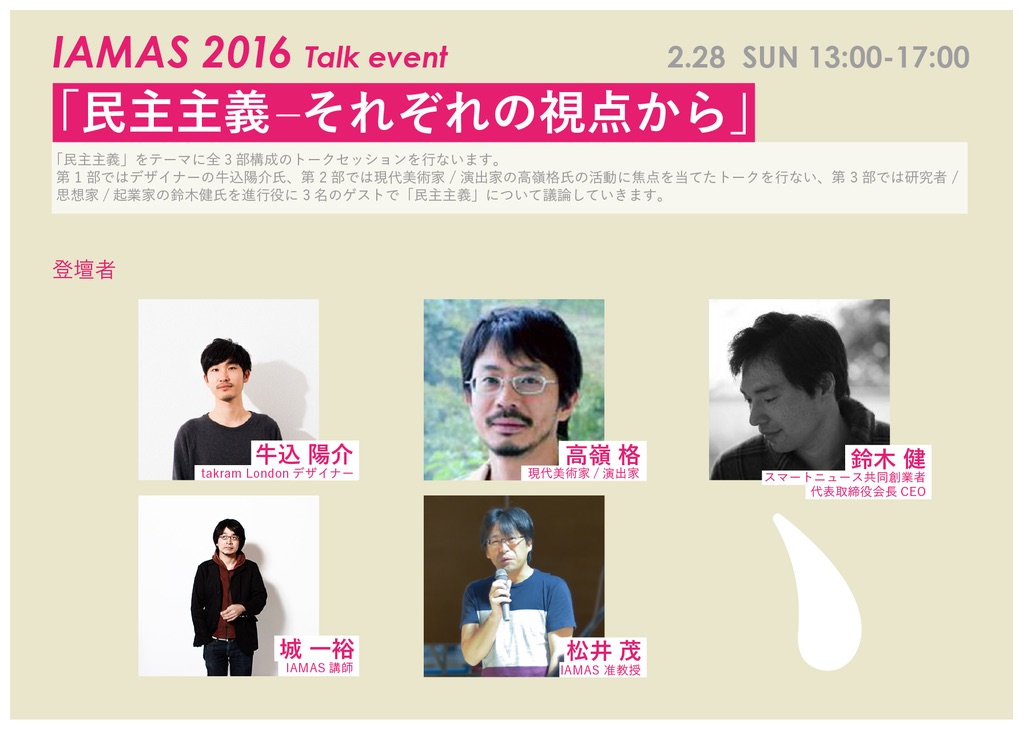 IAMAS 2016 Talk event
2.28 SUN 13:00-17:00
「民主主義–それぞれの視点から」
「民主主義」をテーマに全 3 部構成のトークセッションを行ないます。
第 1 部ではデザイナーの牛込陽介氏、第 2 部では現代美術家 / 演出家の高嶺格氏の活動に焦点を当てたトークを行ない、第 3 部では研究者 /
思想家 / 起業家の鈴木健氏を進行役に 3 名のゲストで「民主主義」について議論していきます。
登壇者
牛込 陽介
takram London デザイナー
高嶺 格
現代美術家 / 演出家
鈴木 健
スマートニュース共同創業者
代表取締役会長 CEO
城 一裕
IAMAS 講師
松井 茂
IAMAS 准教授